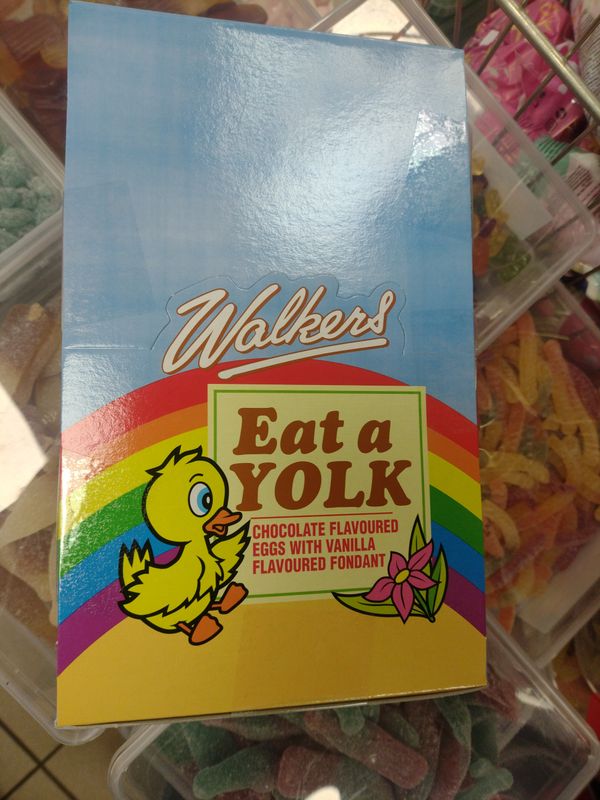 Walkers
Eat a
YOLK
CHOCOLATE FLAVOURED
EGGS WITH VANILLA
FLAVOURED FONDANT